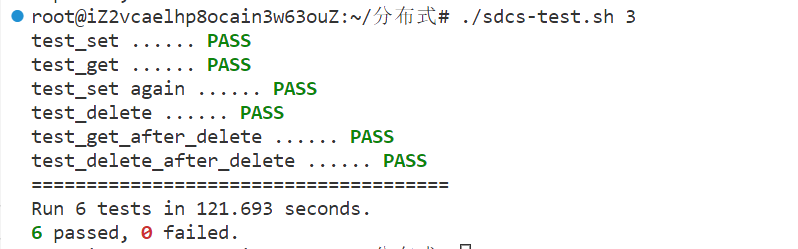 root@iZ2vcaelhp8ocain3w63ouZ:~/分布式# ./sdcs-test.sh 3
test_set ...... PASS
test_get ...... PASS
test_set again ...... PASS
test_delete ...... PASS
test_get_after_delete ...... PASS
test_delete_after_delete ...... PASS
========================================
Run 6 tests in 121.693 seconds.
6 passed, 0 failed.